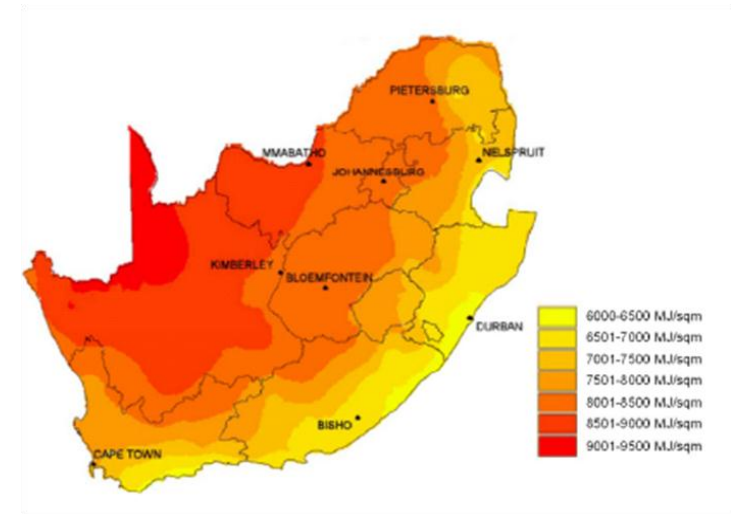 PIETERSBURG
MMABATHO
NELSPRUIT
JOHANNESBURG
KIMBERLEY
BLOEMFONTEIN
DURBAN
BISHO
CAPE TOWN
6000-6500 MJ/sqm
6501-7000 MJ/sqm
7001-7500 MJ/sqm
7501-8000 MJ/sqm
8001-8500 MJ/sqm
8501-9000 MJ/sqm
9001-9500 MJ/sqm